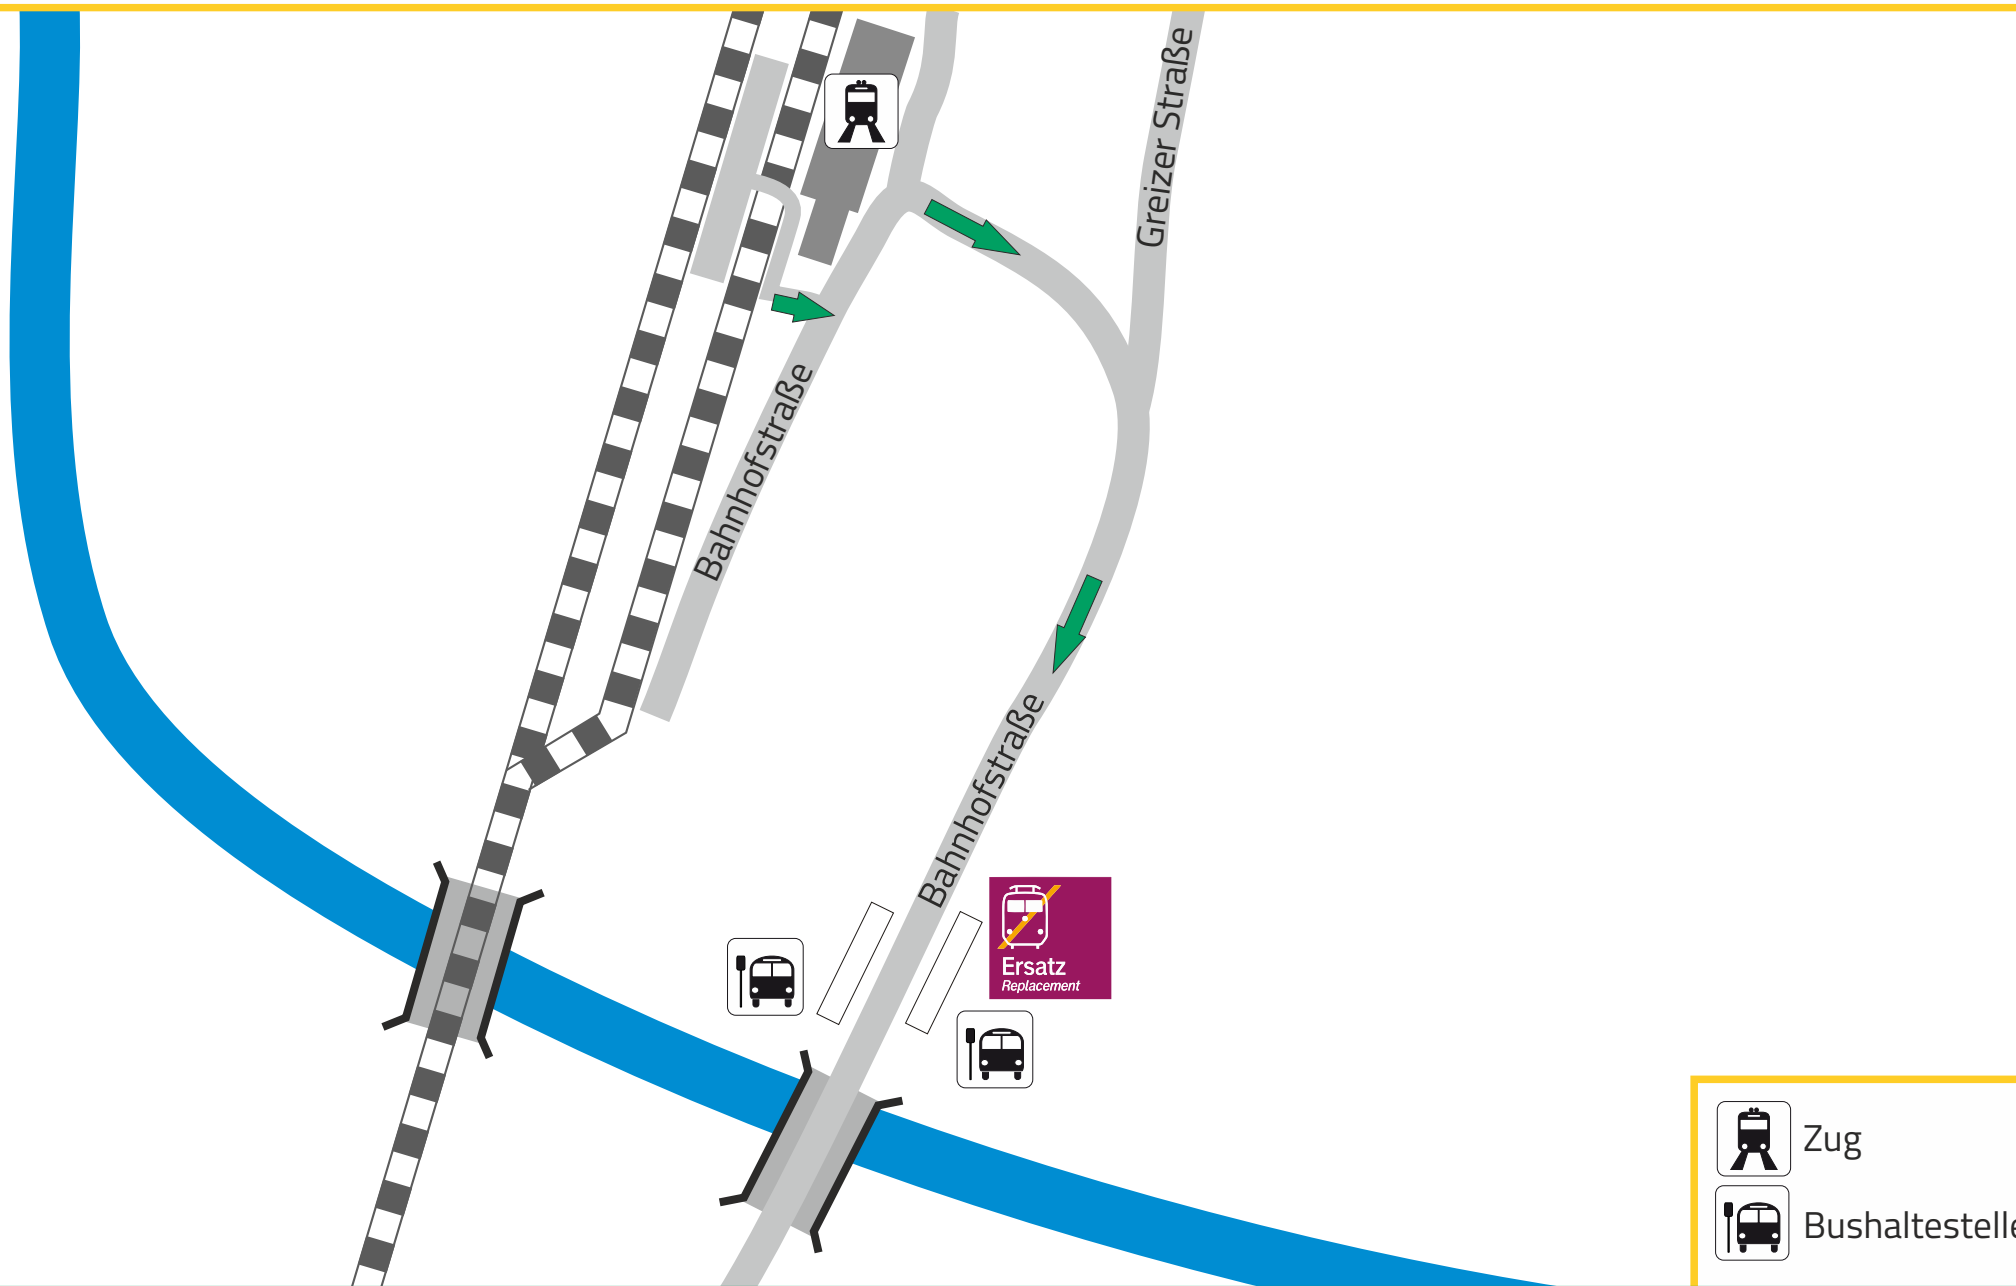 Greizer Straße
Bahnhofstraße
Bahnhofstraße
Ersatz
Replacement
Zug
Bushaltestelle